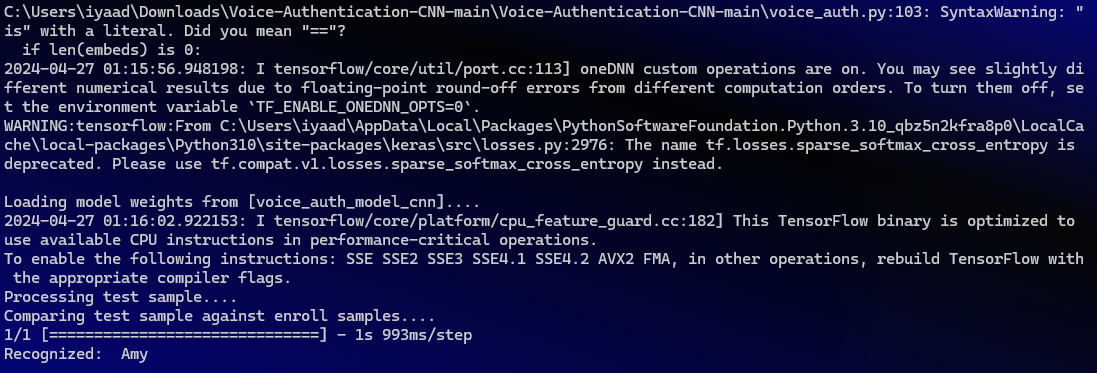 C:\Users\iyaad\Downloads\Voice-Authentication-CNN-main\Voice-Authentication-CNN-main\voice_auth.py:103: SyntaxWarning: "
is" with a literal. Did you mean "=="?
  if len(embeds) is 0:
2024-04-27 01:15:56.948198: I tensorflow/core/util/port.cc:113] oneDNN custom operations are on. You may see slightly di
fferent numerical results due to floating-point round-off errors from different computation orders. To turn them off, se
t the environment variable `TF_ENABLE_ONEDNN_OPTS=0`.
WARNING:tensorflow:From C:\Users\iyaad\AppData\Local\Packages\PythonSoftwareFoundation.Python.3.10_qbz5n2kfra8p0\LocalCa
che\local-packages\Python310\site-packages\keras\src\losses.py:2976: The name tf.losses.sparse_softmax_cross_entropy is
deprecated. Please use tf.compat.v1.losses.sparse_softmax_cross_entropy instead.

Loading model weights from [voice_auth_model_cnn]....
2024-04-27 01:16:02.922153: I tensorflow/core/platform/cpu_feature_guard.cc:182] This TensorFlow binary is optimized to
use available CPU instructions in performance-critical operations.
To enable the following instructions: SSE SSE2 SSE3 SSE4.1 SSE4.2 AVX2 FMA, in other operations, rebuild TensorFlow with
 the appropriate compiler flags.
Processing test sample....
Comparing test sample against enroll samples....
1/1 [==============================] - 1s 993ms/step
Recognized:  Amy